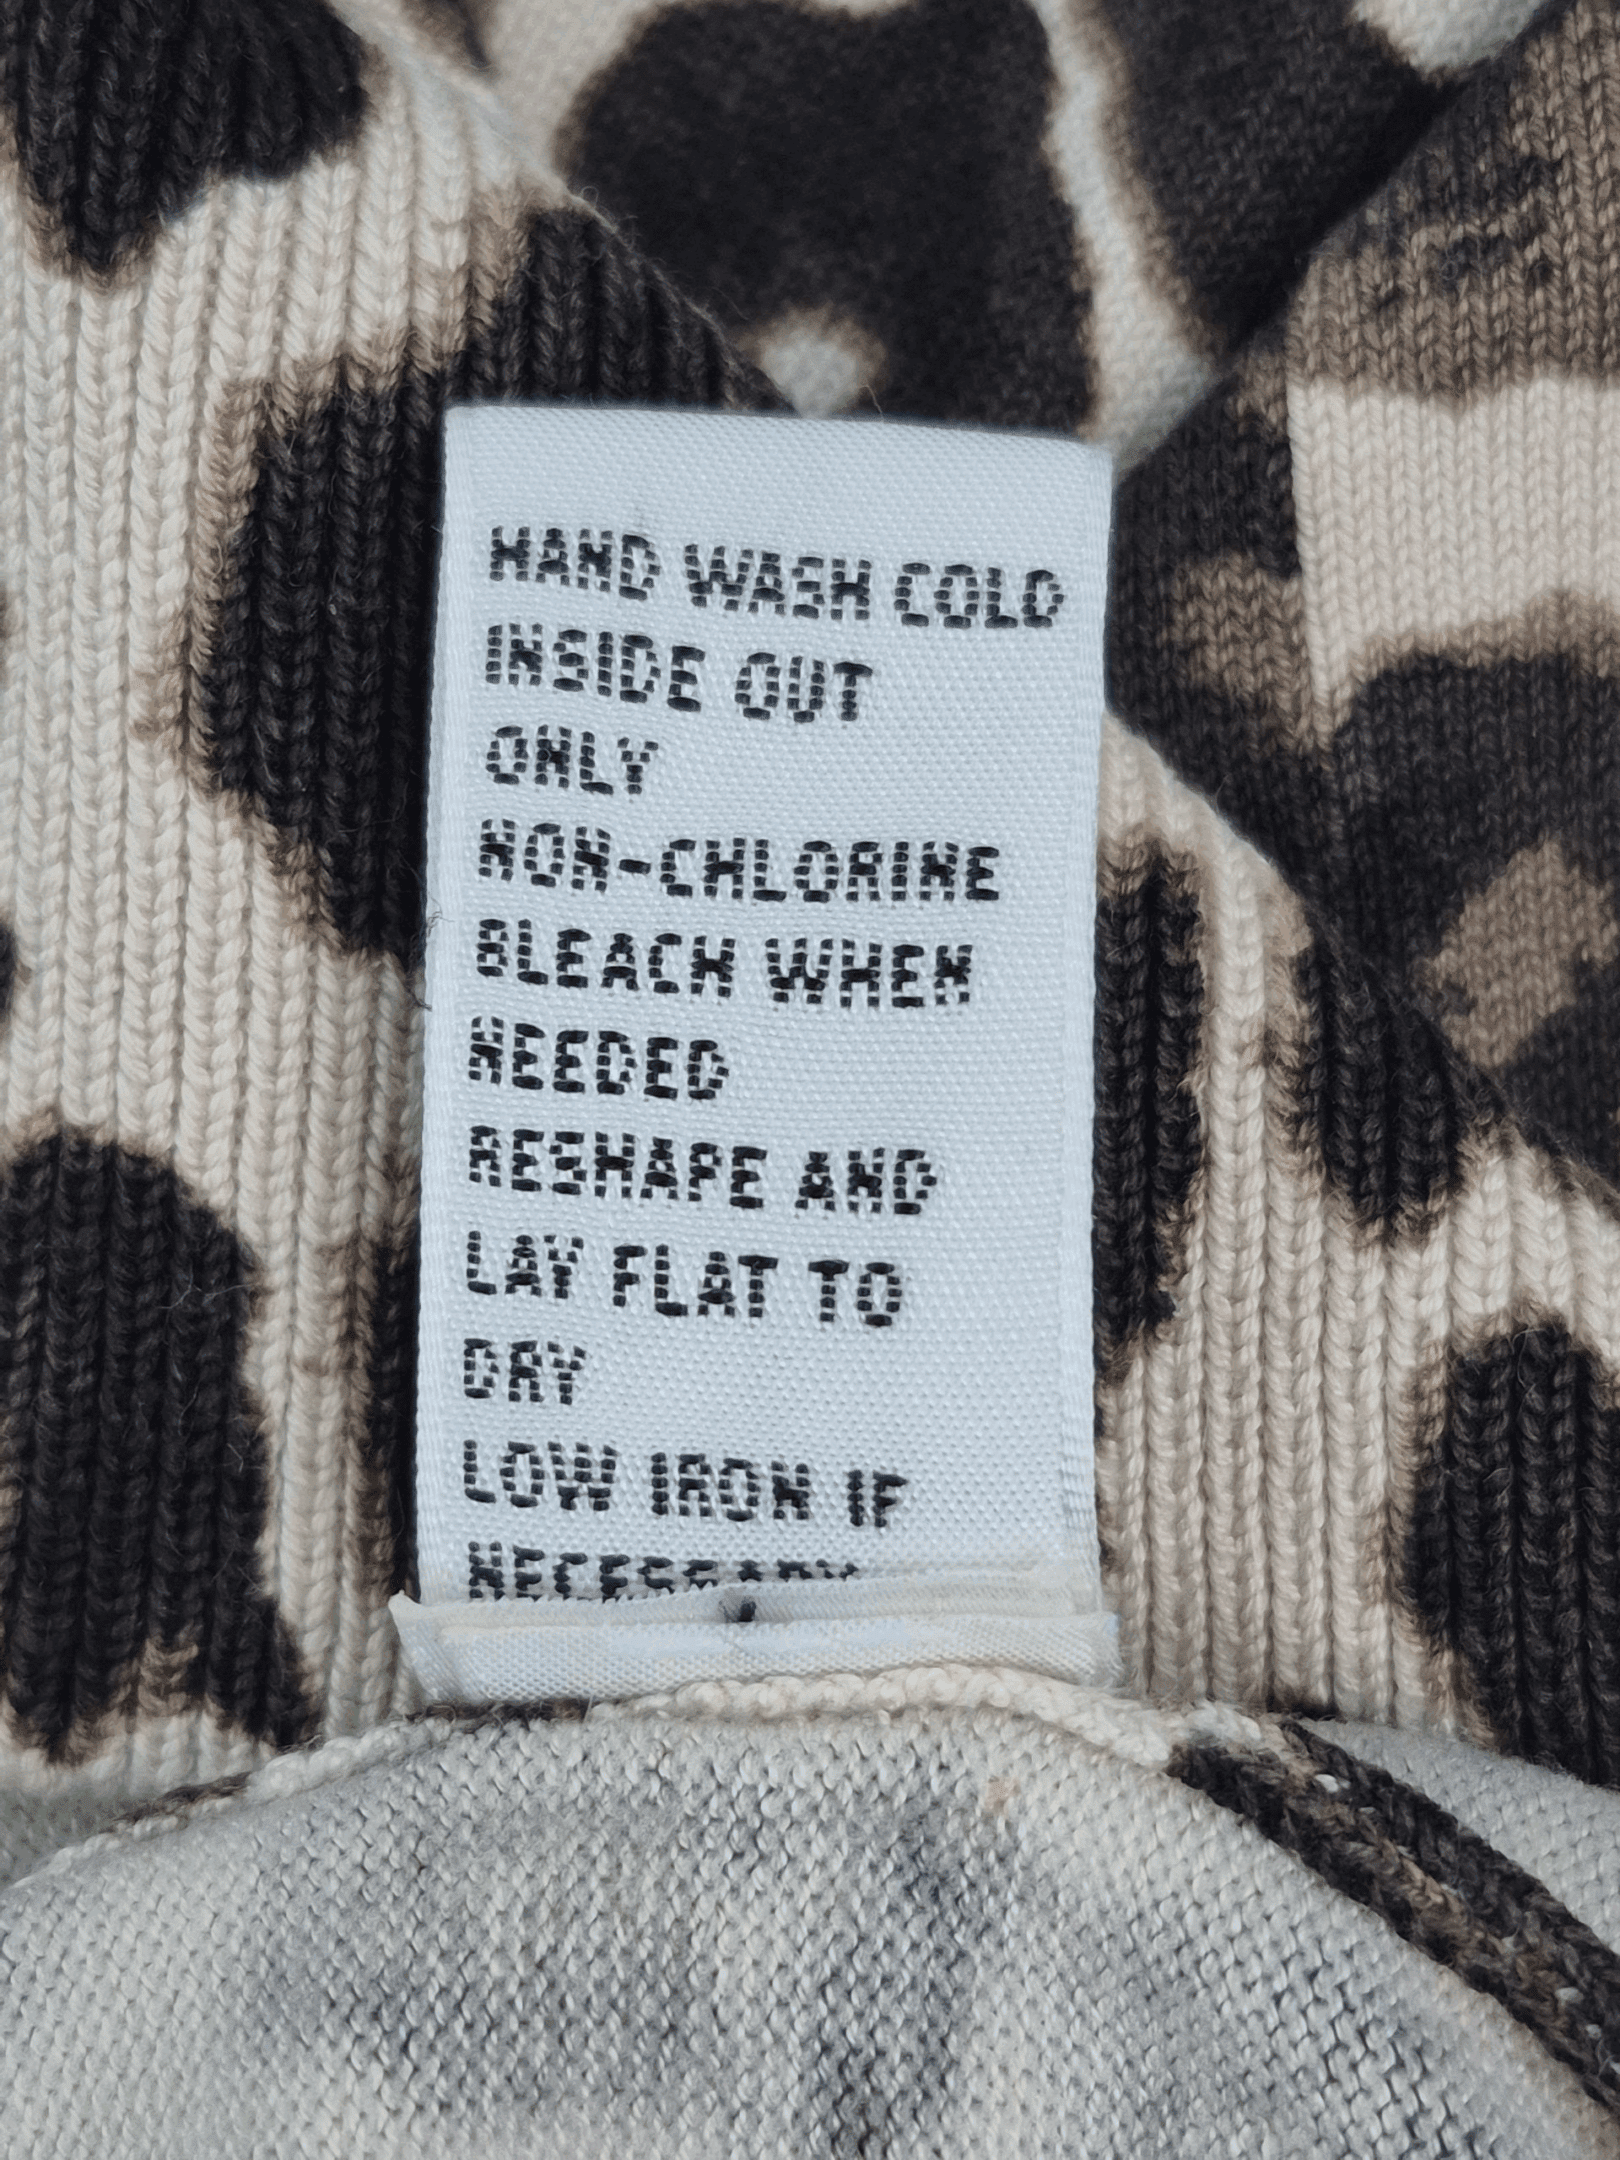 HAND WASH COLD
INSIDE OUT
ONLY
NON-CHLORINE
BLEACH WHEN
NEEDED
RESHAPE AND
LAY FLAT TO
DRY
LOW IRON IF
NECESSARY